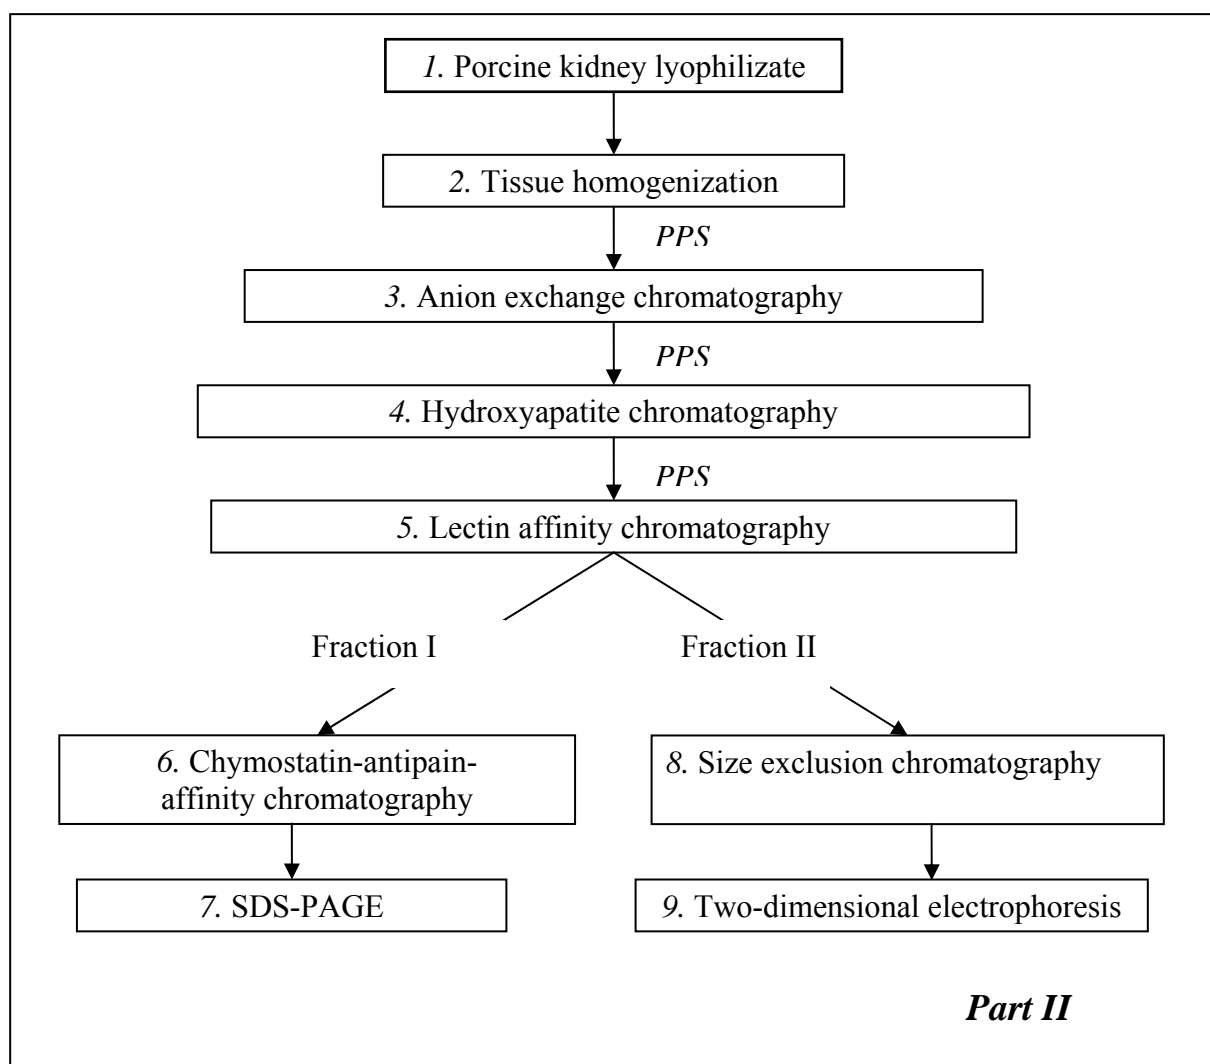 1. Porcine kidney lyophilizate
2. Tissue homogenization
PPS
3. Anion exchange chromatography
PPS
4. Hydroxyapatite chromatography
PPS
5. Lectin affinity chromatography
Fraction I
Fraction II
6. Chymostatin-antipain-
affinity chromatography
8. Size exclusion chromatography
7. SDS-PAGE
9. Two-dimensional electrophoresis
Part II